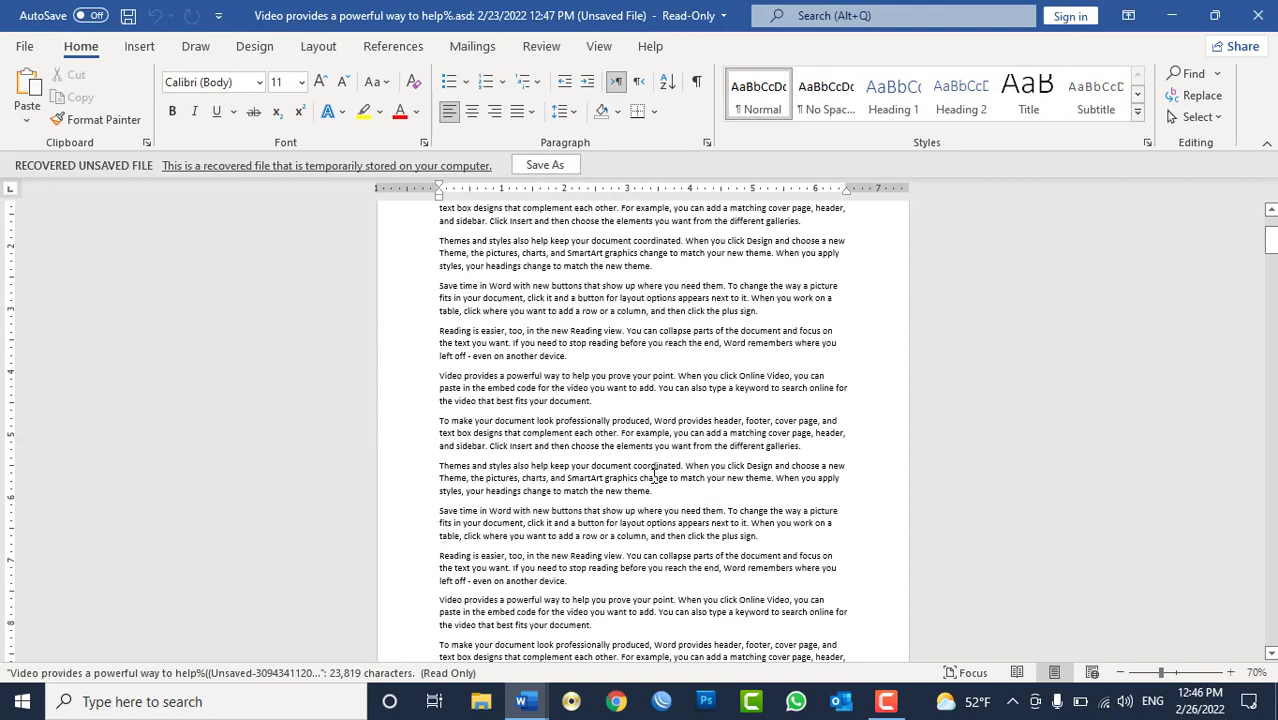 AutoSave Off Video provides a powerful way to help%.asd: 2/23/2022 12:47 PM (Unsaved File) - Read-Only Search (Alt+Q) Sign in
File Home Insert Draw Design Layout References Mailings Review View Help Share
Paste
Cut
Copy
Format Painter
Clipboard
Calibri (Body) 11
Font
Paragraph
AaBbCcDc AaBbCcDc AaBbCc AaBbCcD AaB AaBbCcD
¶ Normal ¶ No Spac... Heading 1 Heading 2 Title Subtitle
Styles
Find
Replace
Select
Editing
RECOVERED UNSAVED FILE This is a recovered file that is temporarily stored on your computer. Save As
1 1 2 3 4 5 6 7
text box designs that complement each other. For example, you can add a matching cover page, header,
and sidebar. Click Insert and then choose the elements you want from the different galleries.
Themes and styles also help keep your document coordinated. When you click Design and choose a new
Theme, the pictures, charts, and SmartArt graphics change to match your new theme. When you apply
styles, your headings change to match the new theme.
Save time in Word with new buttons that show up where you need them. To change the way a picture
fits in your document, click it and a button for layout options appears next to it. When you work on a
table, click where you want to add a row or a column, and then click the plus sign.
Reading is easier, too, in the new Reading view. You can collapse parts of the document and focus on
the text you want. If you need to stop reading before you reach the end, Word remembers where you
left off - even on another device.
Video provides a powerful way to help you prove your point. When you click Online Video, you can
paste in the embed code for the video you want to add. You can also type a keyword to search online for
the video that best fits your document.
To make your document look professionally produced, Word provides header, footer, cover page, and
text box designs that complement each other. For example, you can add a matching cover page, header,
and sidebar. Click Insert and then choose the elements you want from the different galleries.
Themes and styles also help keep your document coordinated. When you click Design and choose a new
Theme, the pictures, charts, and SmartArt graphics change to match your new theme. When you apply
styles, your headings change to match the new theme.
Save time in Word with new buttons that show up where you need them. To change the way a picture
fits in your document, click it and a button for layout options appears next to it. When you work on a
table, click where you want to add a row or a column, and then click the plus sign.
Reading is easier, too, in the new Reading view. You can collapse parts of the document and focus on
the text you want. If you need to stop reading before you reach the end, Word remembers where you
left off - even on another device.
Video provides a powerful way to help you prove your point. When you click Online Video, you can
paste in the embed code for the video you want to add. You can also type a keyword to search online for
the video that best fits your document.
To make your document look professionally produced, Word provides header, footer, cover page, and
text box designs that complement each other. For example, you can add a matching cover page, header,
2
3
4
5
6
7
8
"Video provides a powerful way to help%((Unsaved-3094341120...": 23,819 characters. (Read Only) Focus 70%
Type here to search 52°F ENG 12:46 PM
2/26/2022